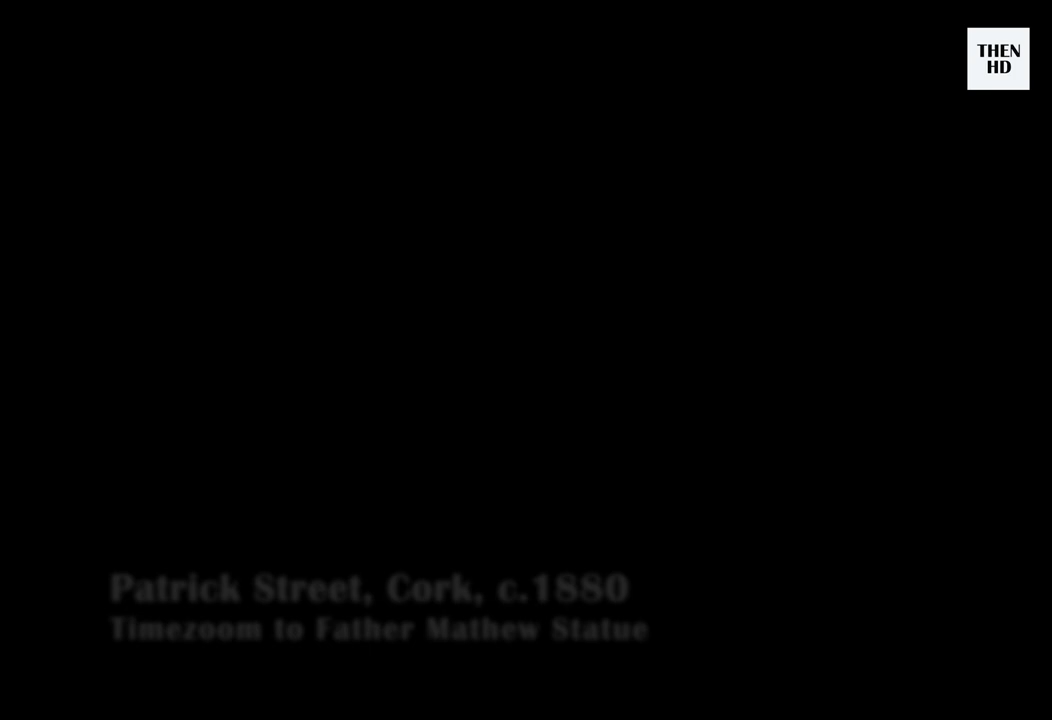 THEN
HD
Patrick Street, Cork, c.1880
Timezoom to Father Mathew Statue